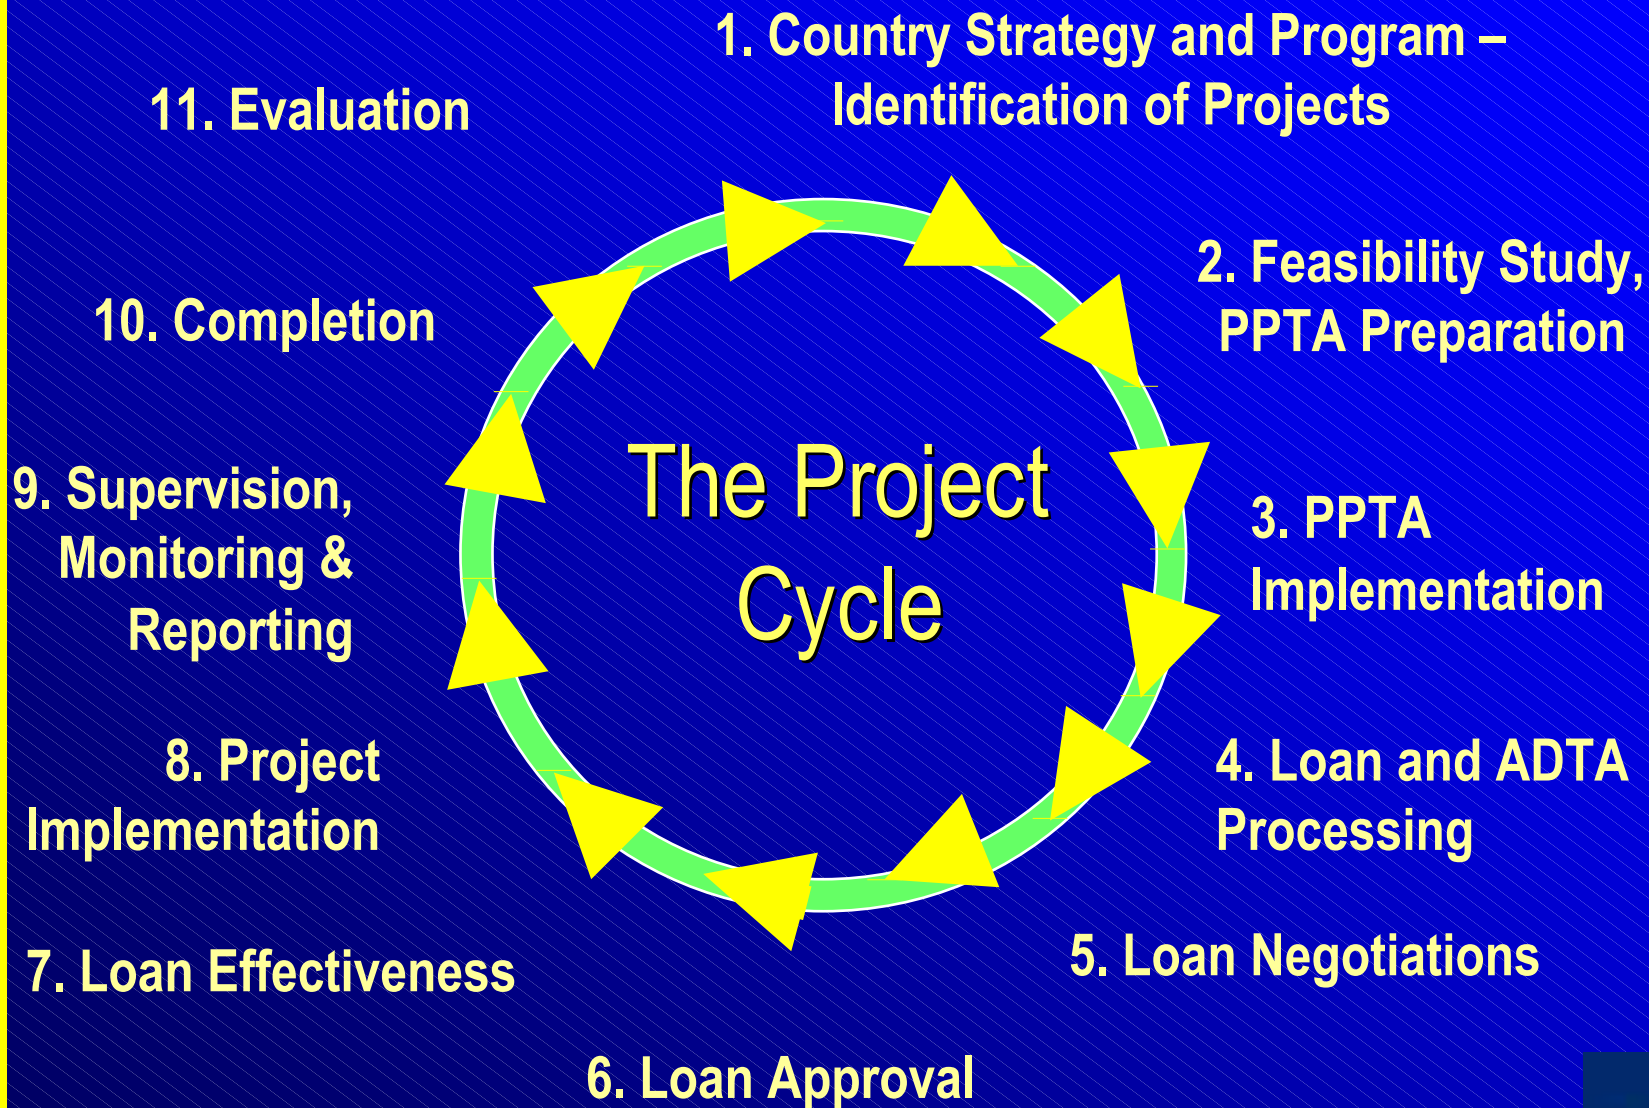 1. Country Strategy and Program –
Identification of Projects
2. Feasibility Study,
PPTA Preparation
3. PPTA
Implementation
4. Loan and ADTA
Processing
5. Loan Negotiations
6. Loan Approval
7. Loan Effectiveness
8. Project
Implementation
9. Supervision,
Monitoring &
Reporting
10. Completion
11. Evaluation
The Project
Cycle